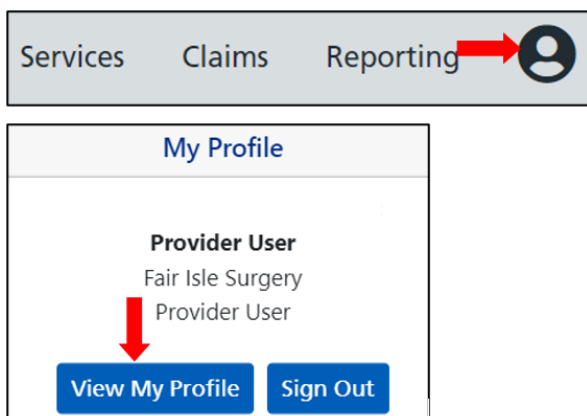 Services Claims Reporting
My Profile
Provider User
Fair Isle Surgery
Provider User
View My Profile Sign Out